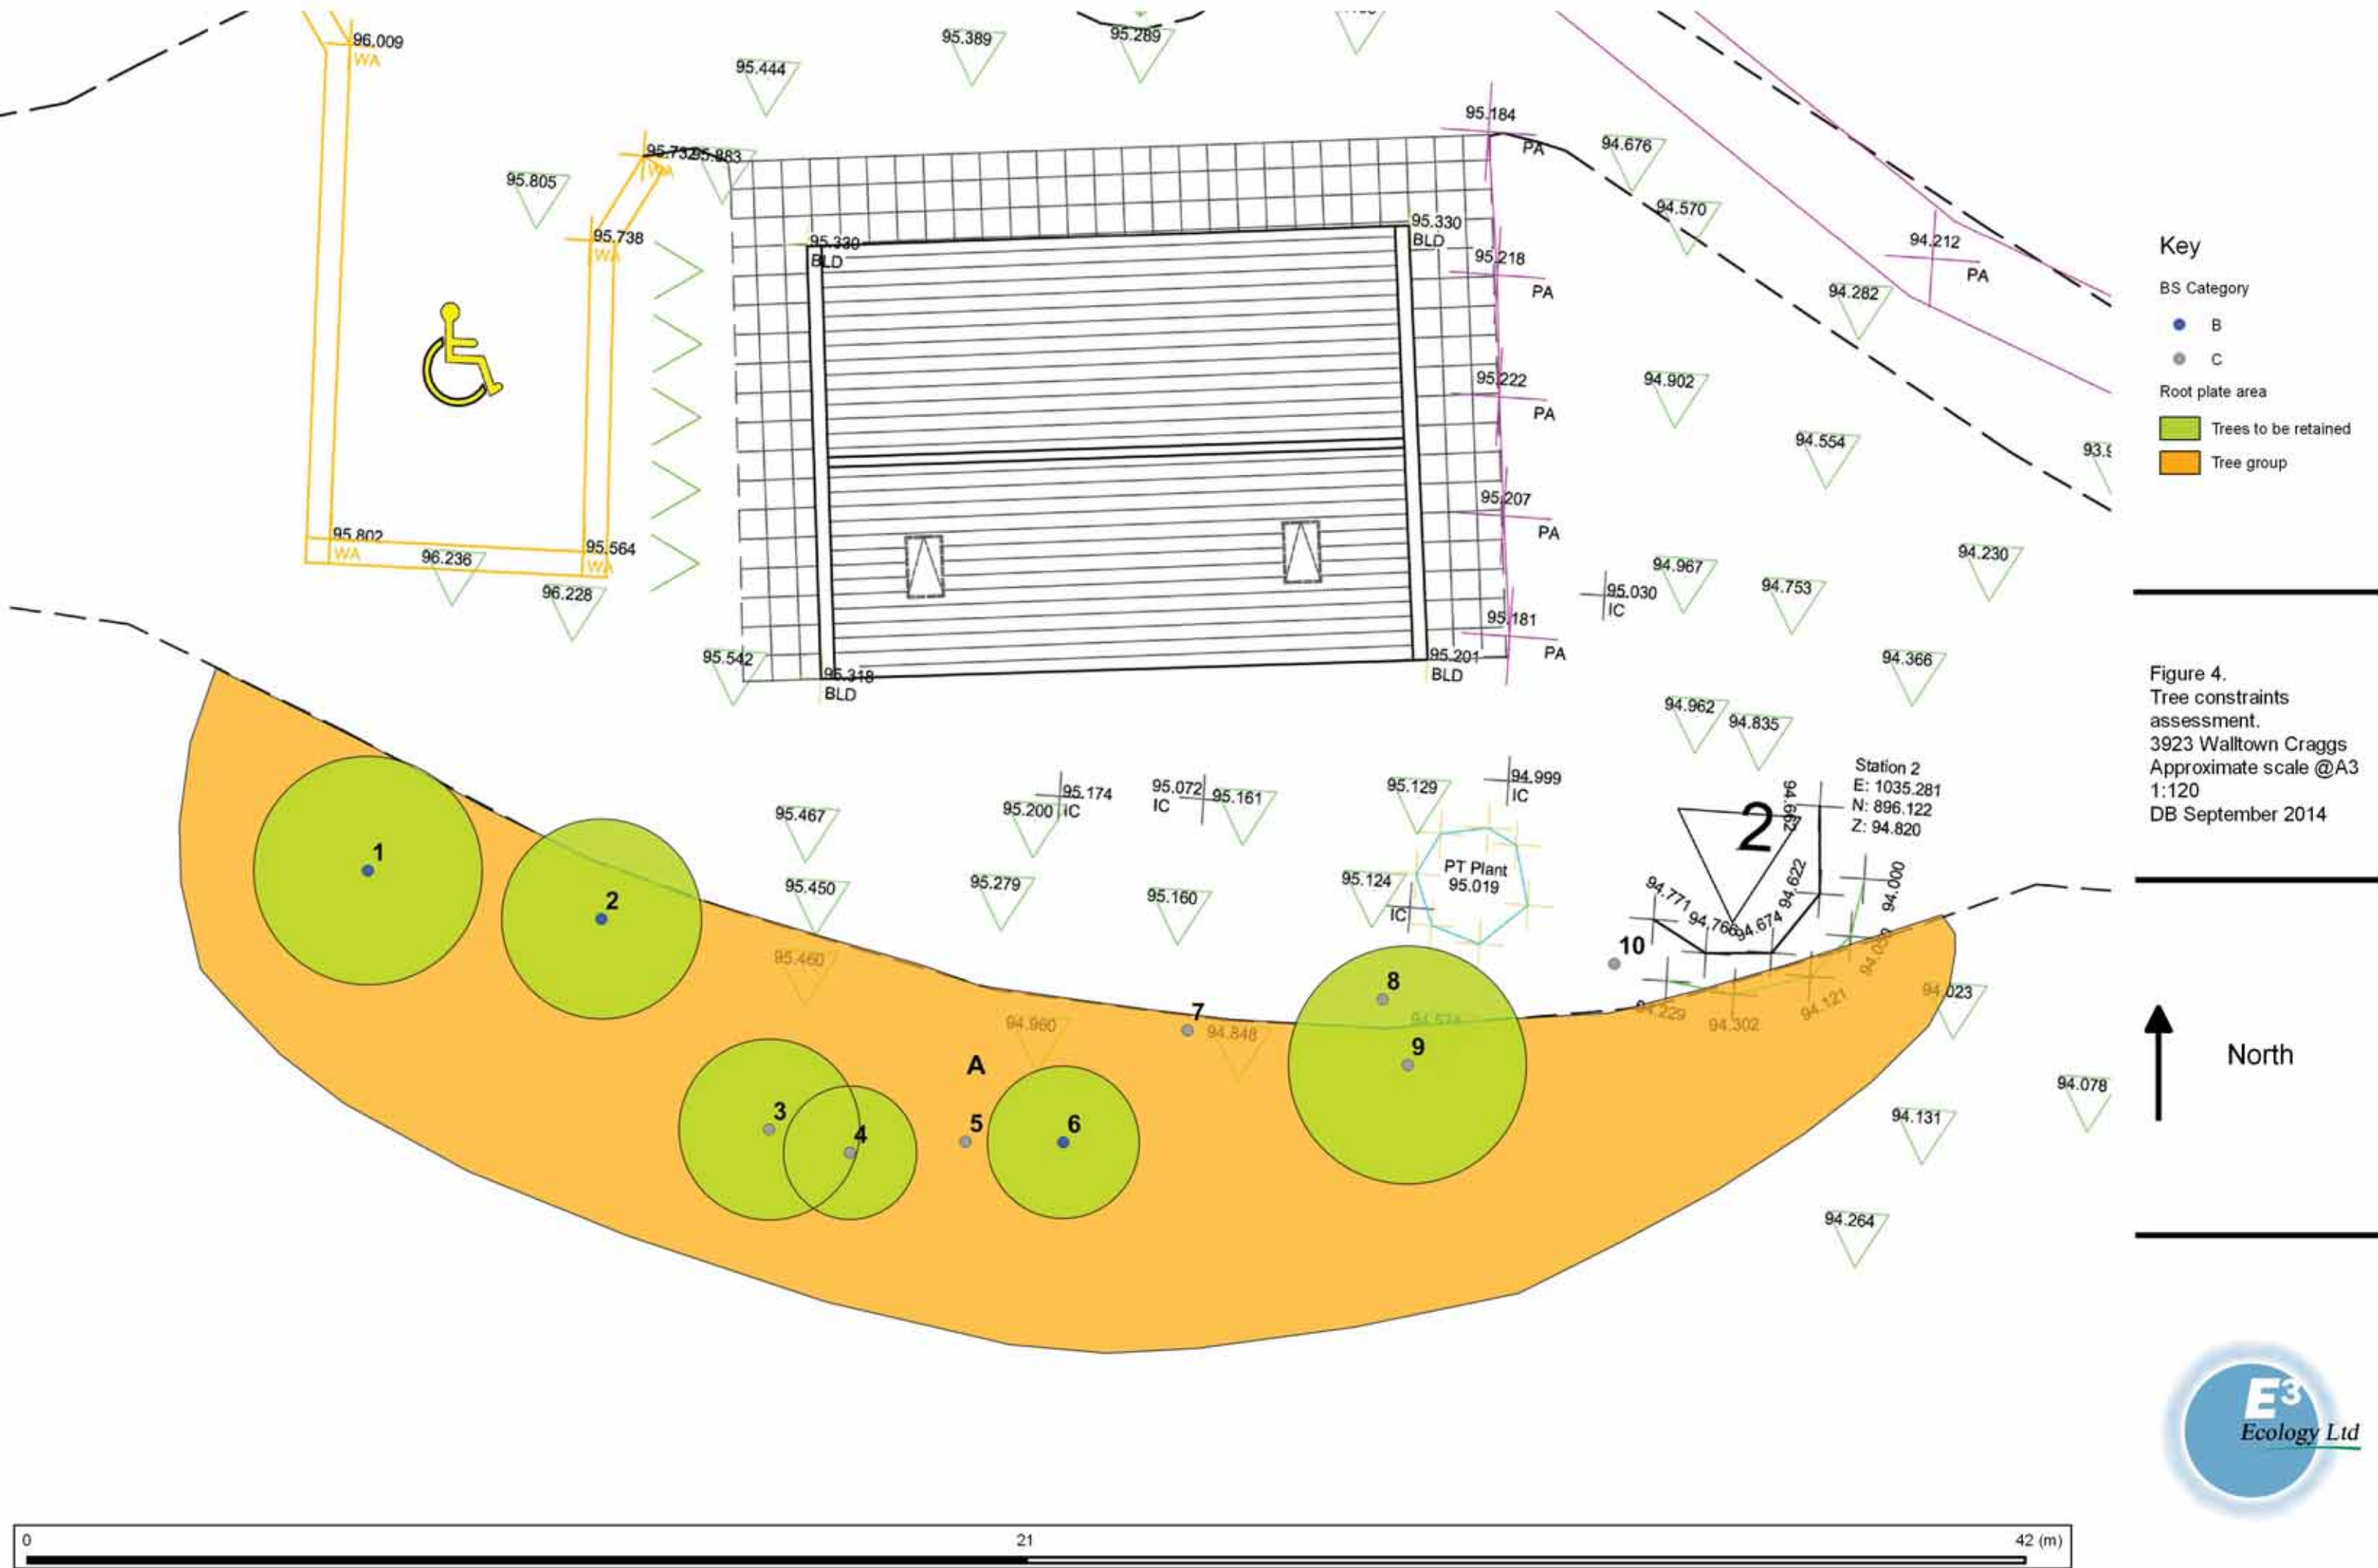 96.009
WA
95.444
95.389
95.289
95.184
PA
94.676
95.732
95.883
WA
95.805
94.570
95.738
WA
95.330
BLD
95.330
BLD
94.212
PA
95.218
PA
94.282
95.222
PA
94.902
94.554
95.207
PA
95.802
WA
96.236
95.564
WA
96.228
94.967
94.753
94.230
95.030
IC
95.181
PA
95.542
95.318
BLD
95.201
BLD
94.366
94.962
94.835
95.467
95.200
95.174
IC
95.072
IC
95.161
95.129
94.999
IC
2
Station 2
E: 1035.281
N: 896.122
Z: 94.820
1
2
95.450
95.279
95.160
95.124
IC
PT Plant
95.019
94.771
94.766
94.674
94.622
94.000
10
95.460
94.960
7
94.848
8
9
94.229
94.302
94.121
94.023
A
3
4
5
6
94.078
94.131
94.264
Key
BS Category
B
C
Root plate area
Trees to be retained
Tree group
Figure 4.
Tree constraints
assessment.
3923 Walltown Craggs
Approximate scale @A3
1:120
DB September 2014
North
E3
Ecology Ltd
0
21
42 (m)